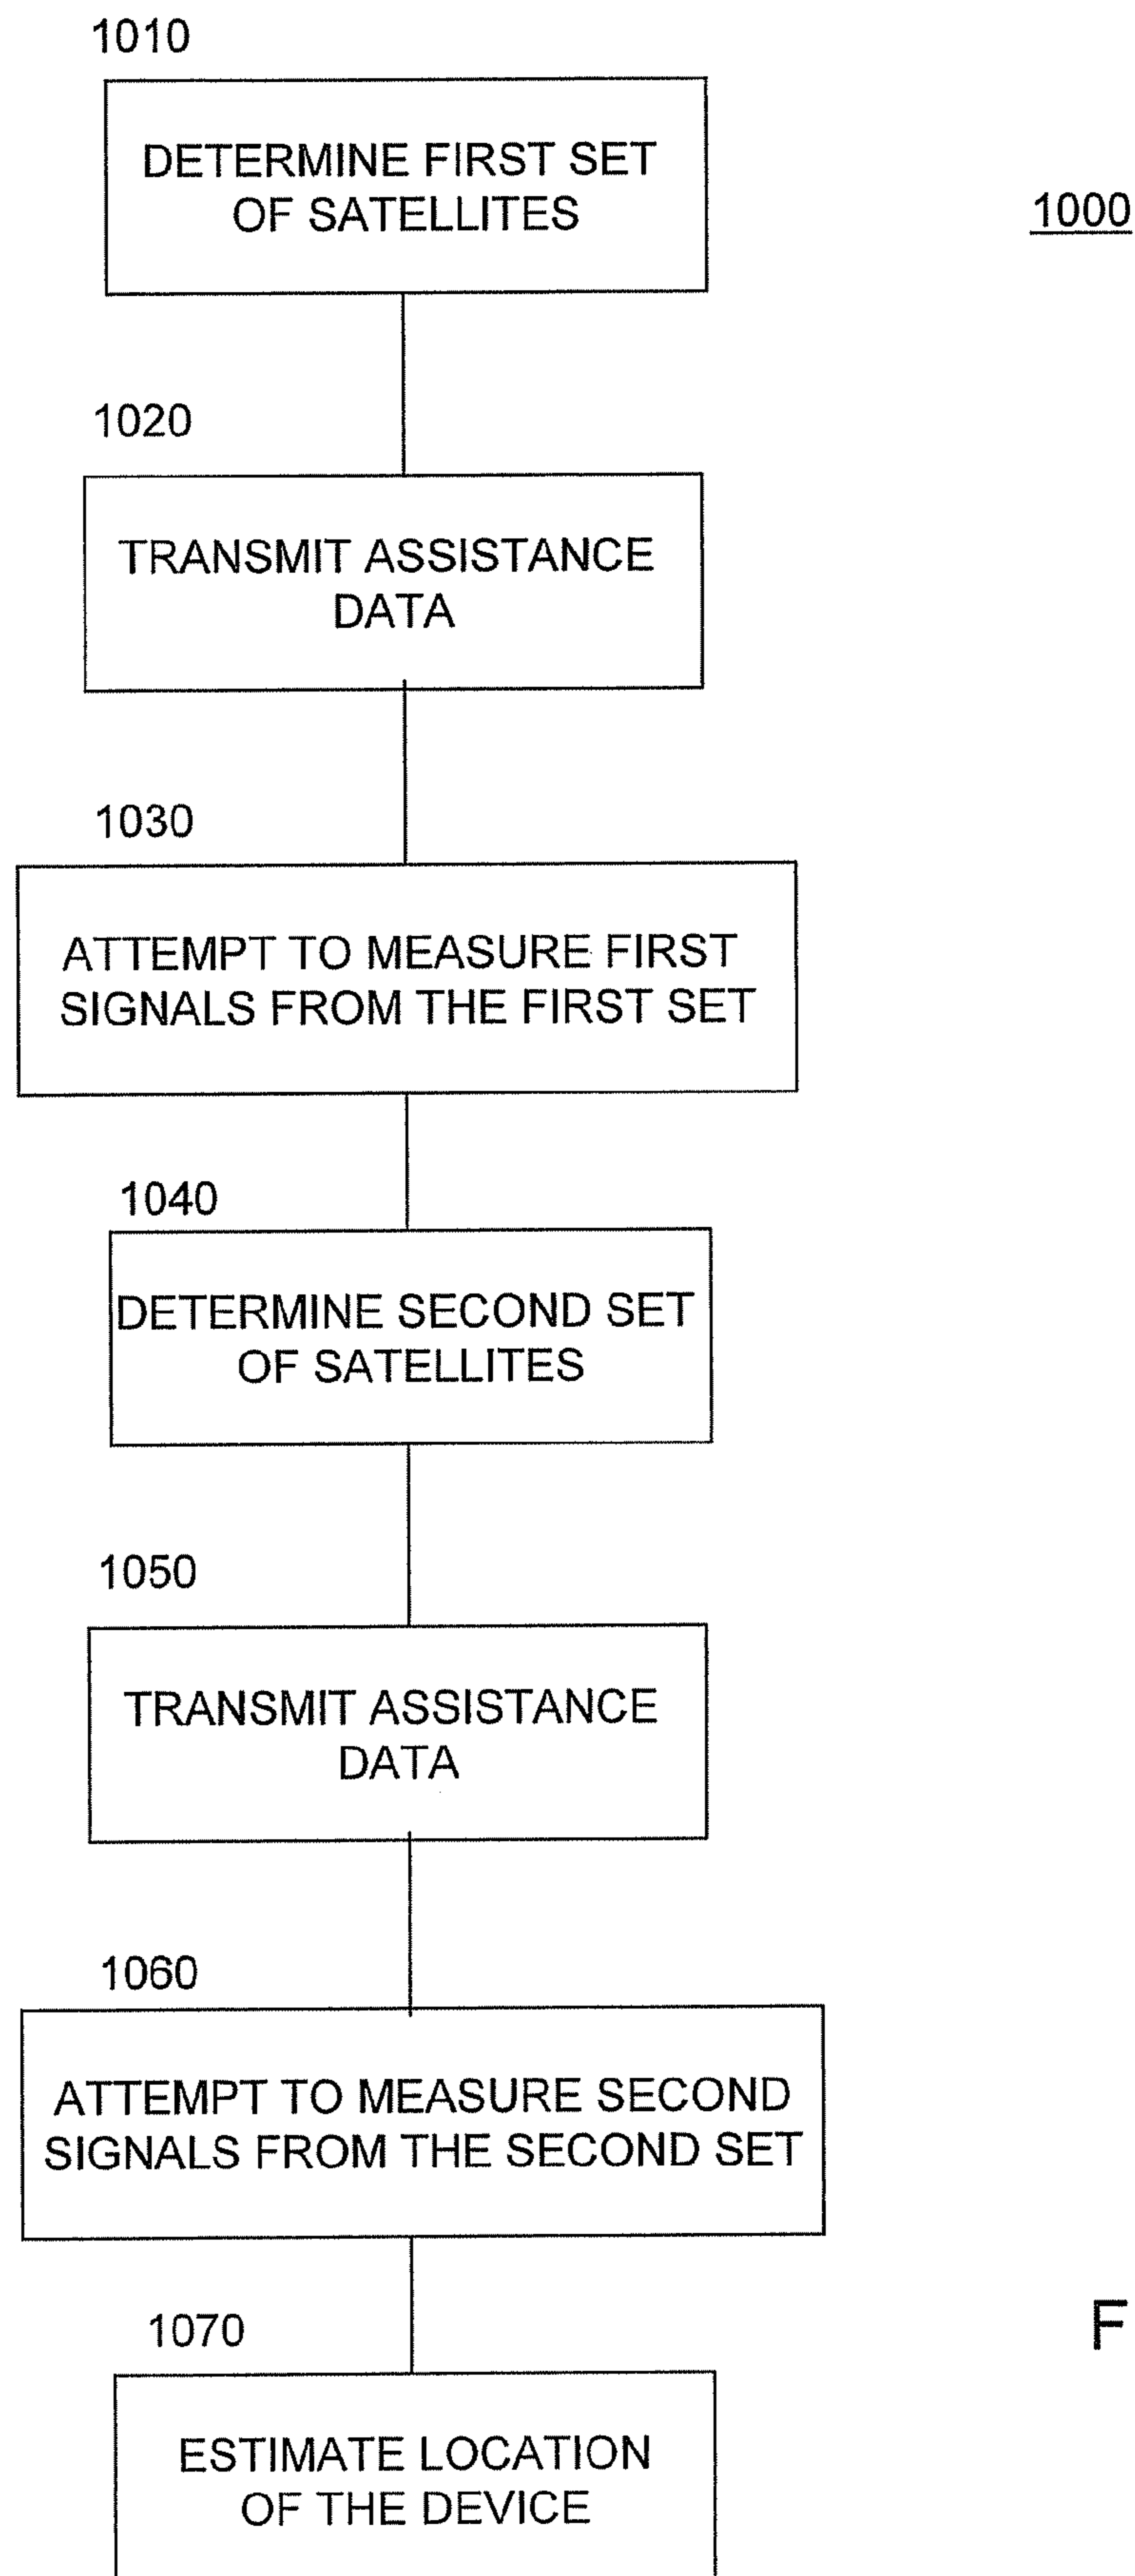 1010
DETERMINE FIRST SET
OF SATELLITES
1000
1020
TRANSMIT ASSISTANCE
DATA
1030
ATTEMPT TO MEASURE FIRST
SIGNALS FROM THE FIRST SET
1040
DETERMINE SECOND SET
OF SATELLITES
1050
TRANSMIT ASSISTANCE
DATA
1060
ATTEMPT TO MEASURE SECOND
SIGNALS FROM THE SECOND SET
F
1070
ESTIMATE LOCATION
OF THE DEVICE